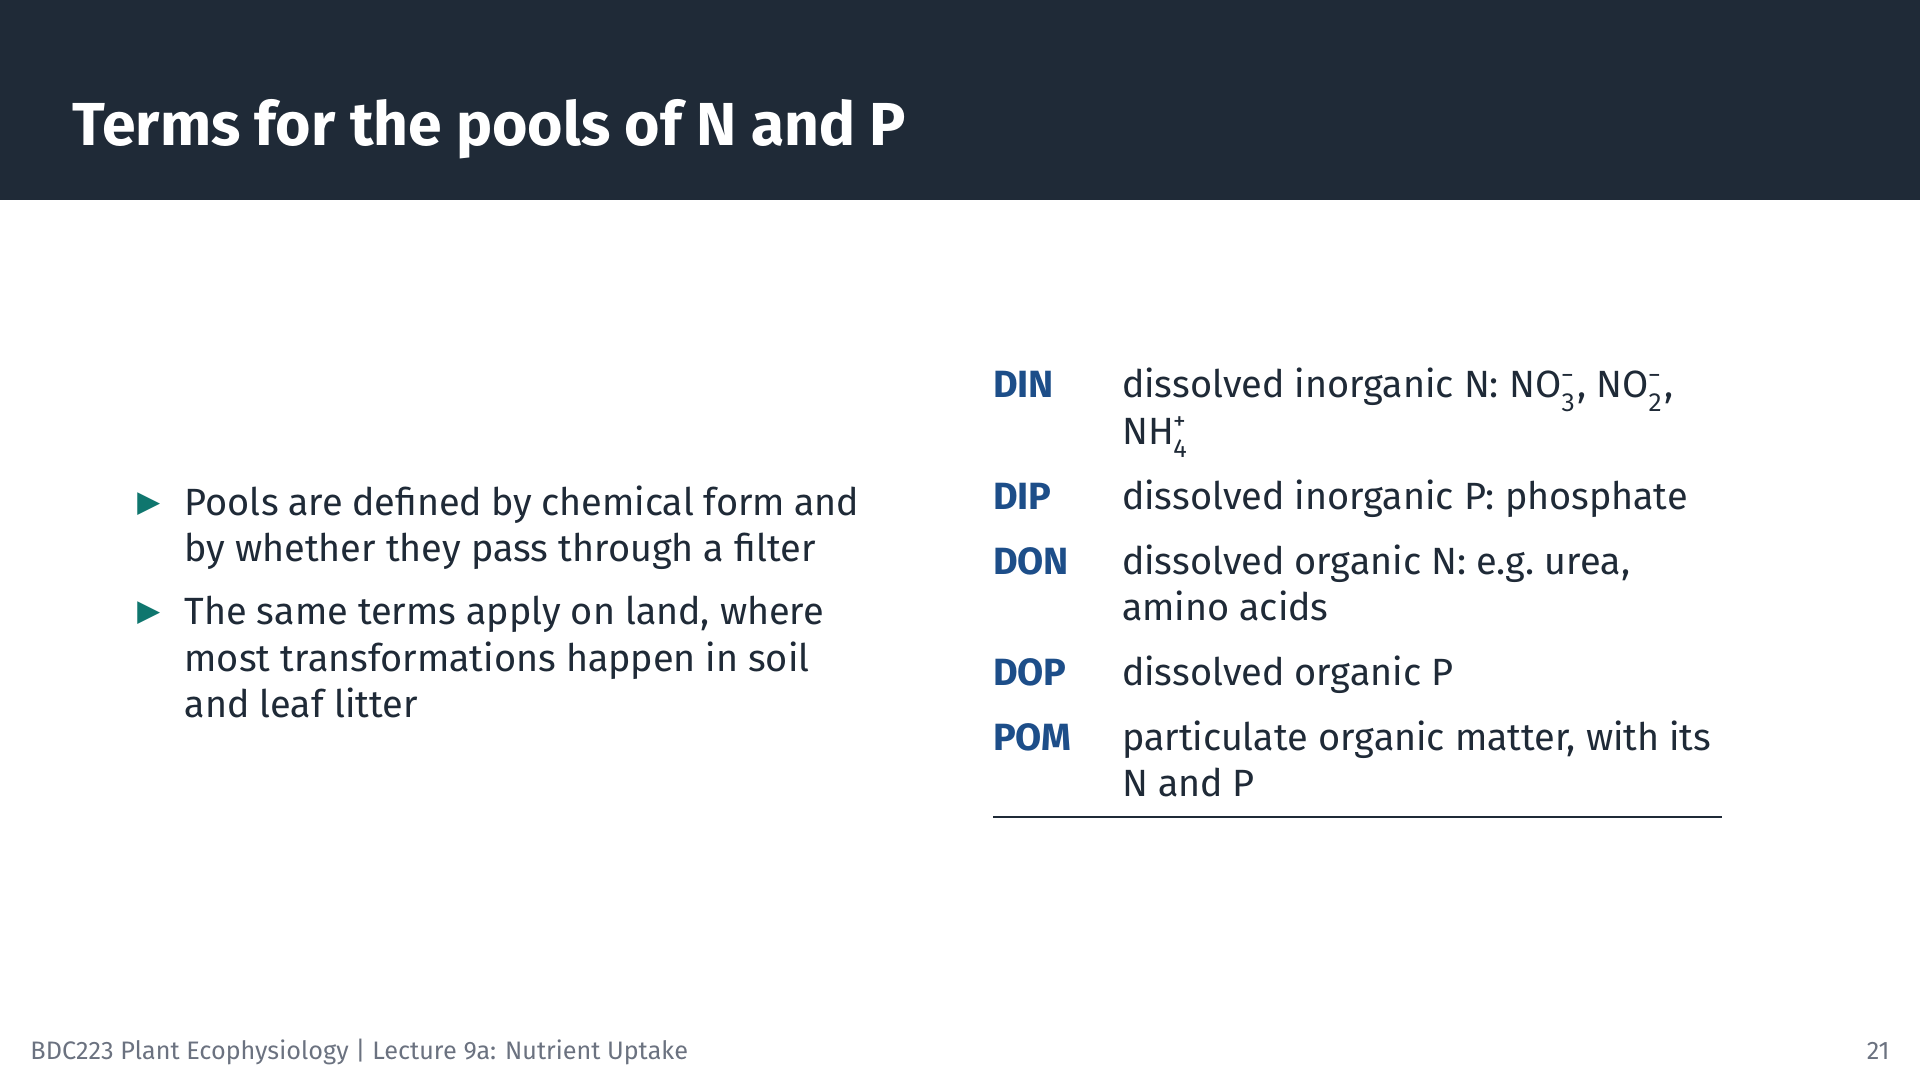 Terms for the pools of N and P
▶ Pools are defined by chemical form and
by whether they pass through a filter
▶ The same terms apply on land, where
most transformations happen in soil
and leaf litter
DIN dissolved inorganic N: NO₃⁻, NO₂⁻,
NH₄⁺
DIP dissolved inorganic P: phosphate
DON dissolved organic N: e.g. urea,
amino acids
DOP dissolved organic P
POM particulate organic matter, with its
N and P
BDC223 Plant Ecophysiology | Lecture 9a: Nutrient Uptake
21